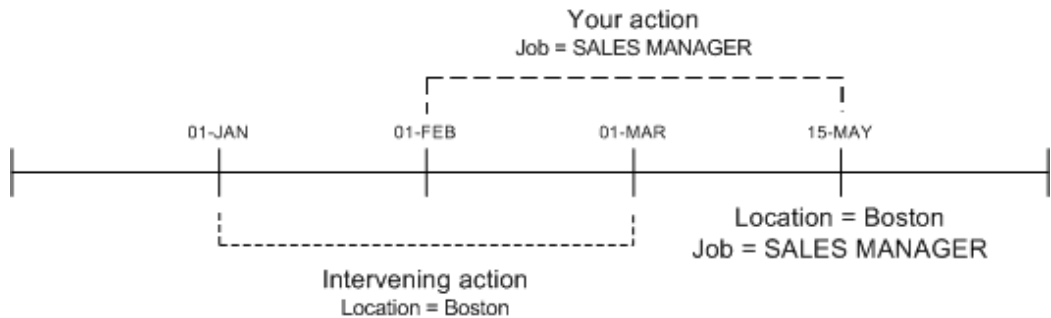 Your action
Job = SALES MANAGER
01-JAN 01-FEB 01-MAR 15-MAY
Location = Boston
Job = SALES MANAGER
Intervening action
Location = Boston